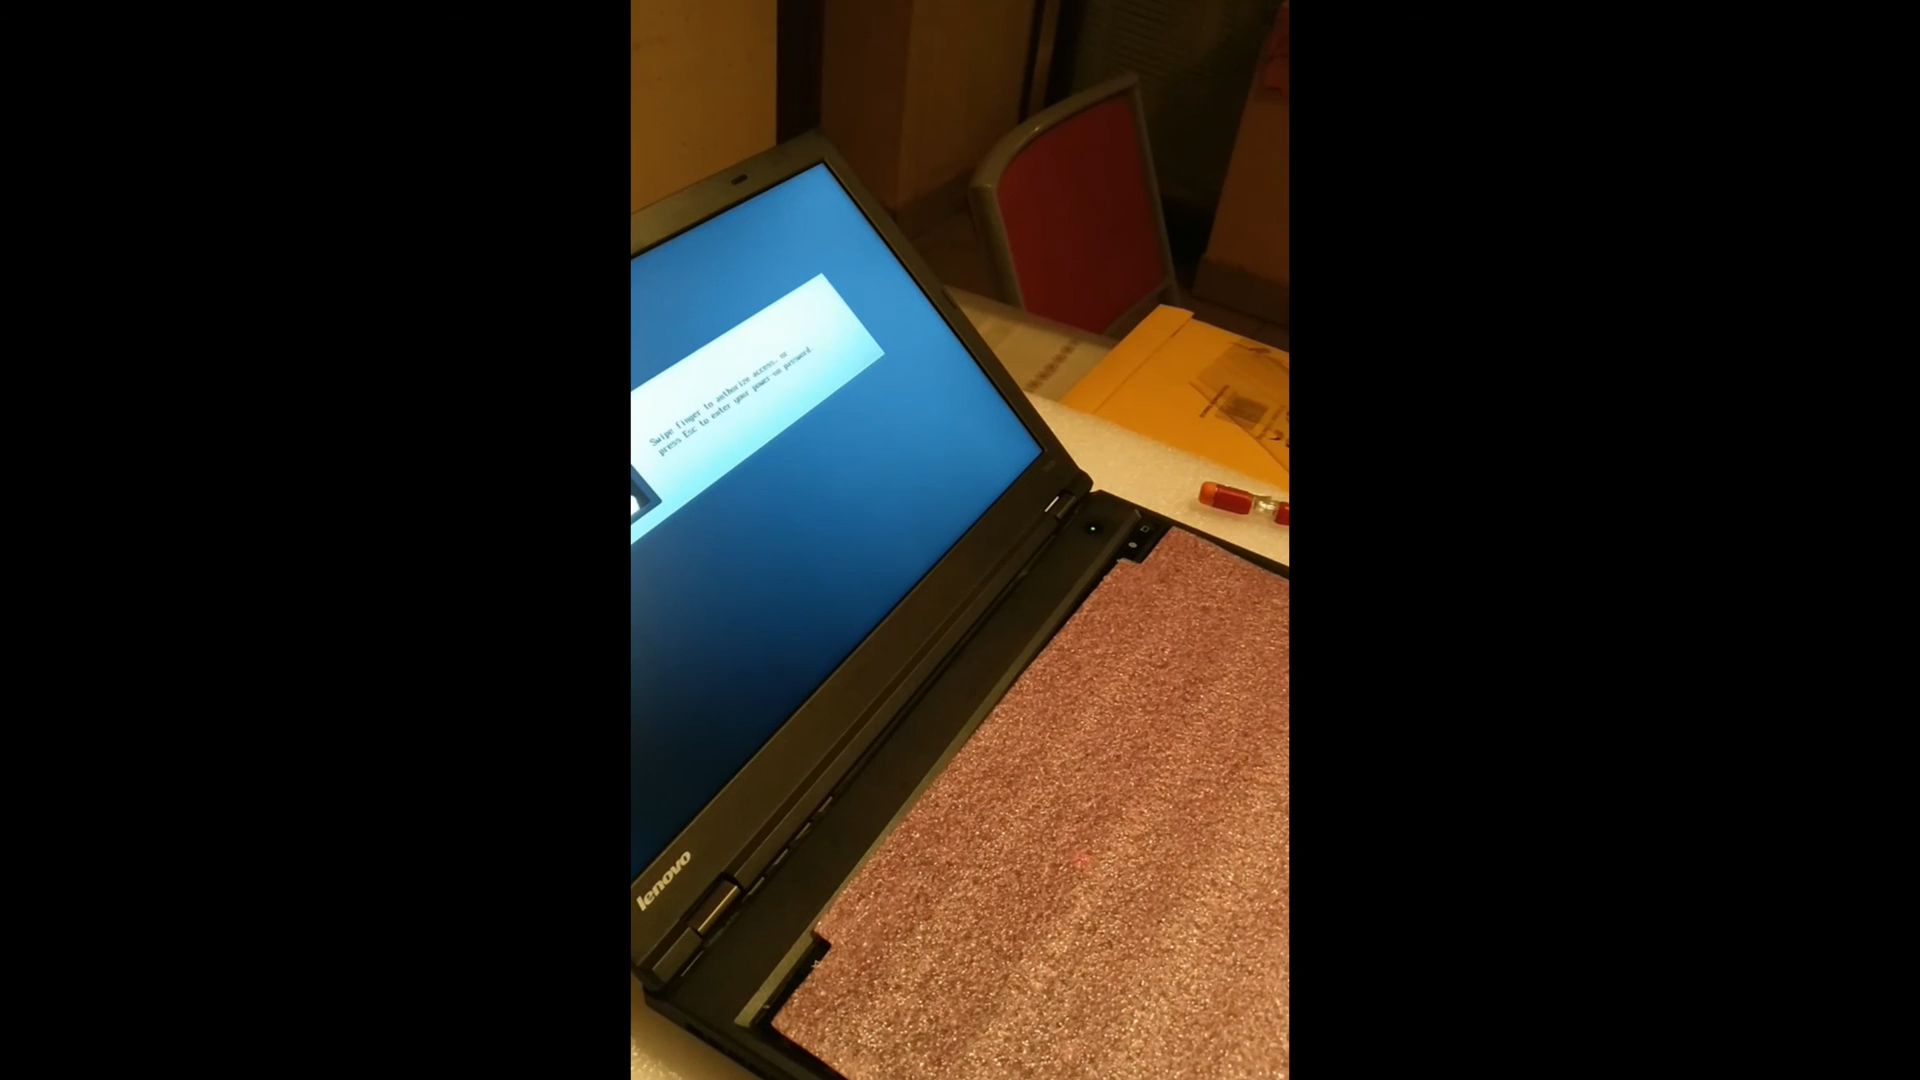 Swipe finger to authorize access, or
press Esc to enter your power-on password.
lenovo